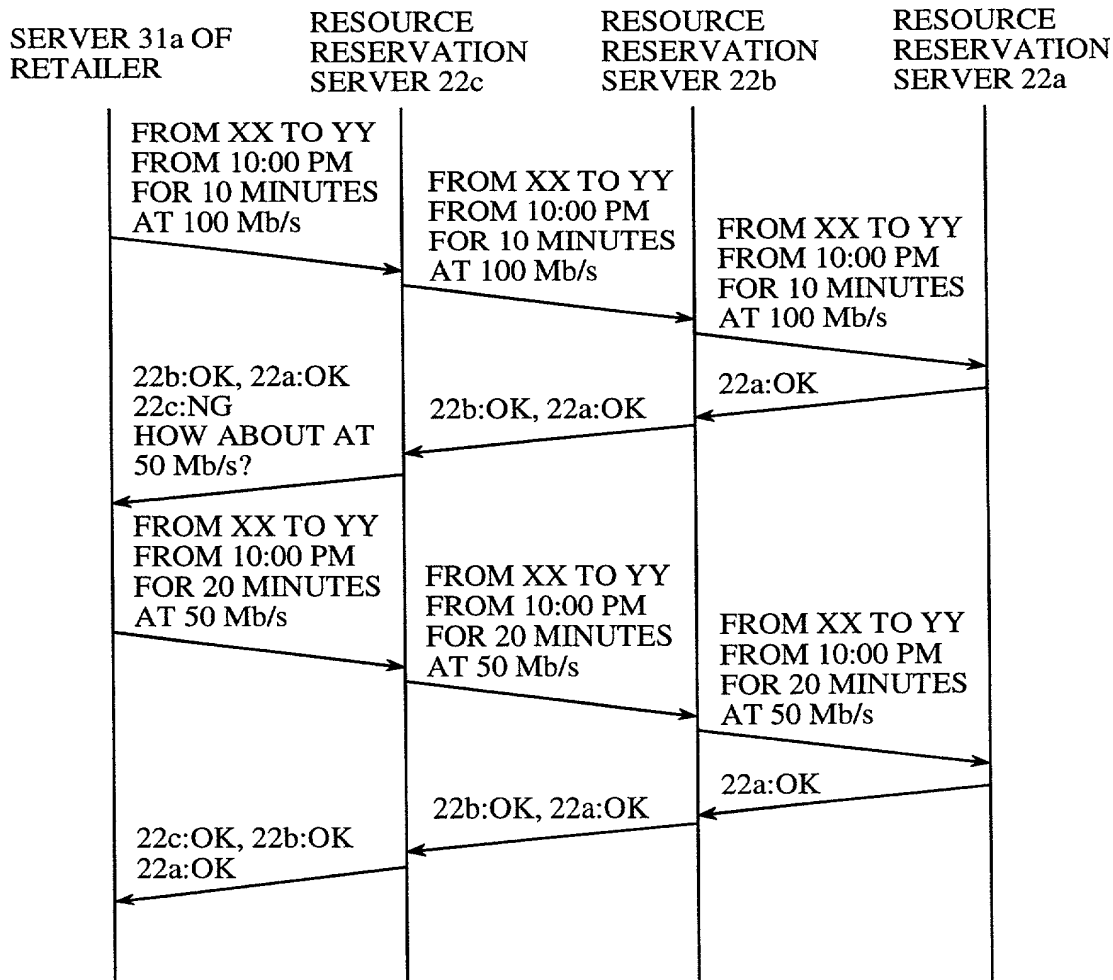 SERVER 31a OF
RETAILER
RESOURCE
RESERVATION
SERVER 22c
RESOURCE
RESERVATION
SERVER 22b
RESOURCE
RESERVATION
SERVER 22a
FROM XX TO YY
FROM 10:00 PM
FOR 10 MINUTES
AT 100 Mb/s
FROM XX TO YY
FROM 10:00 PM
FOR 10 MINUTES
AT 100 Mb/s
FROM XX TO YY
FROM 10:00 PM
FOR 10 MINUTES
AT 100 Mb/s
22a:OK
22b:OK, 22a:OK
22b:OK, 22a:OK
22c:NG
HOW ABOUT AT
50 Mb/s?
FROM XX TO YY
FROM 10:00 PM
FOR 20 MINUTES
AT 50 Mb/s
FROM XX TO YY
FROM 10:00 PM
FOR 20 MINUTES
AT 50 Mb/s
FROM XX TO YY
FROM 10:00 PM
FOR 20 MINUTES
AT 50 Mb/s
22a:OK
22b:OK, 22a:OK
22c:OK, 22b:OK
22a:OK